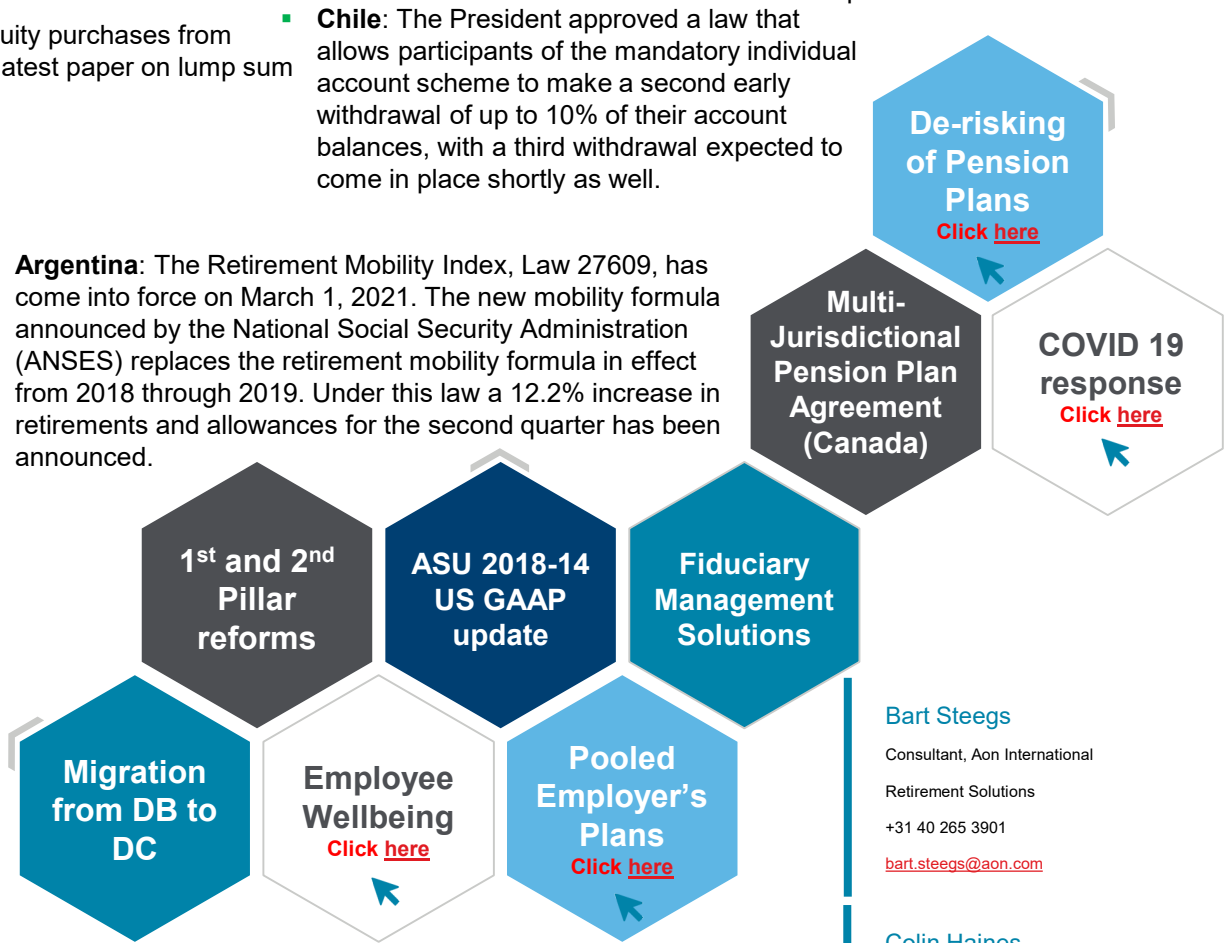 uity purchases from
atest paper on lump sum
▪ Chile: The President approved a law that
allows participants of the mandatory individual
account scheme to make a second early
withdrawal of up to 10% of their account
balances, with a third withdrawal expected to
come in place shortly as well.
Argentina: The Retirement Mobility Index, Law 27609, has
come into force on March 1, 2021. The new mobility formula
announced by the National Social Security Administration
(ANSES) replaces the retirement mobility formula in effect
from 2018 through 2019. Under this law a 12.2% increase in
retirements and allowances for the second quarter has been
announced.
De-risking
of Pension
Plans
Click here
Multi-
Jurisdictional
Pension Plan
Agreement
(Canada)
COVID 19
response
Click here
1st and 2nd
Pillar
reforms
ASU 2018-14
US GAAP
update
Fiduciary
Management
Solutions
Migration
from DB to
DC
Employee
Wellbeing
Click here
Pooled
Employer’s
Plans
Click here
Bart Steegs
Consultant, Aon International
Retirement Solutions
+31 40 265 3901
bart.steegs@aon.com
Colin Haines